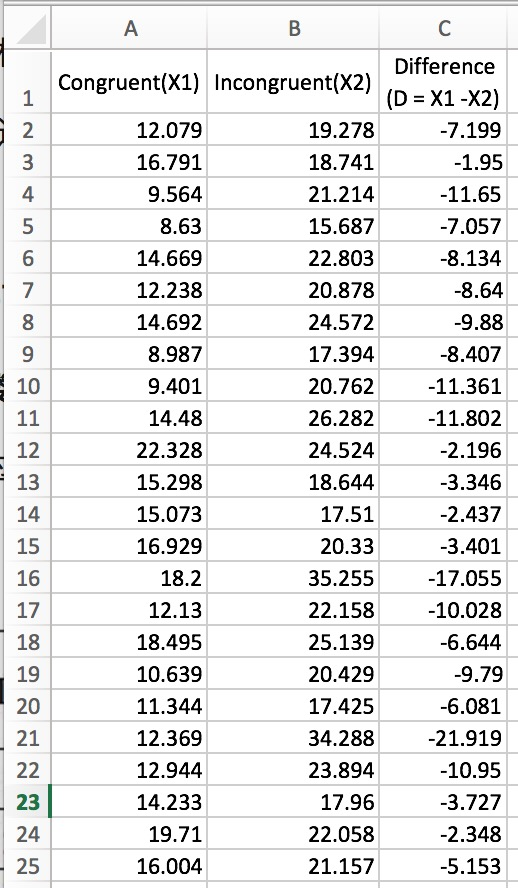 A B C
1 Congruent(X1) Incongruent(X2) Difference
(D = X1 -X2)
2 12.079 19.278 -7.199
3 16.791 18.741 -1.95
4 9.564 21.214 -11.65
5 8.63 15.687 -7.057
6 14.669 22.803 -8.134
7 12.238 20.878 -8.64
8 14.692 24.572 -9.88
9 8.987 17.394 -8.407
10 9.401 20.762 -11.361
11 14.48 26.282 -11.802
12 22.328 24.524 -2.196
13 15.298 18.644 -3.346
14 15.073 17.51 -2.437
15 16.929 20.33 -3.401
16 18.2 35.255 -17.055
17 12.13 22.158 -10.028
18 18.495 25.139 -6.644
19 10.639 20.429 -9.79
20 11.344 17.425 -6.081
21 12.369 34.288 -21.919
22 12.944 23.894 -10.95
23 14.233 17.96 -3.727
24 19.71 22.058 -2.348
25 16.004 21.157 -5.153